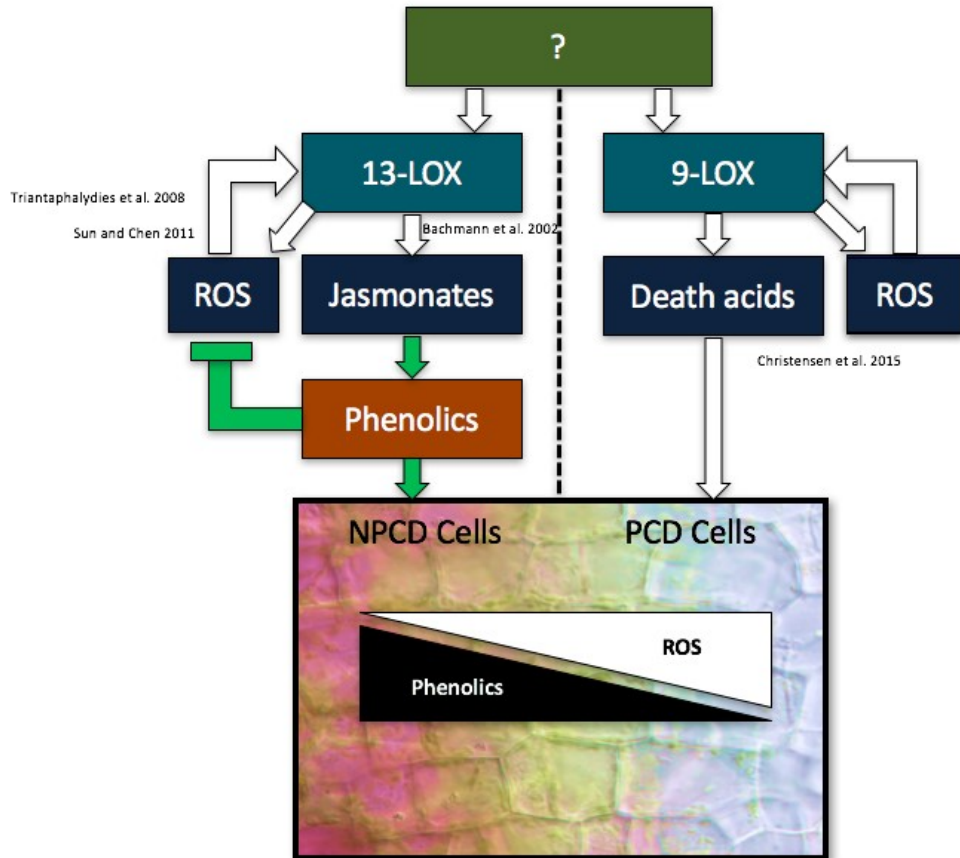 ?
13-LOX
9-LOX
Triantaphalydies et al. 2008
Sun and Chen 2011
Bachmann et al. 2002
ROS
Jasmonates
Death acids
ROS
Christensen et al. 2015
Phenolics
NPCD Cells
PCD Cells
ROS
Phenolics